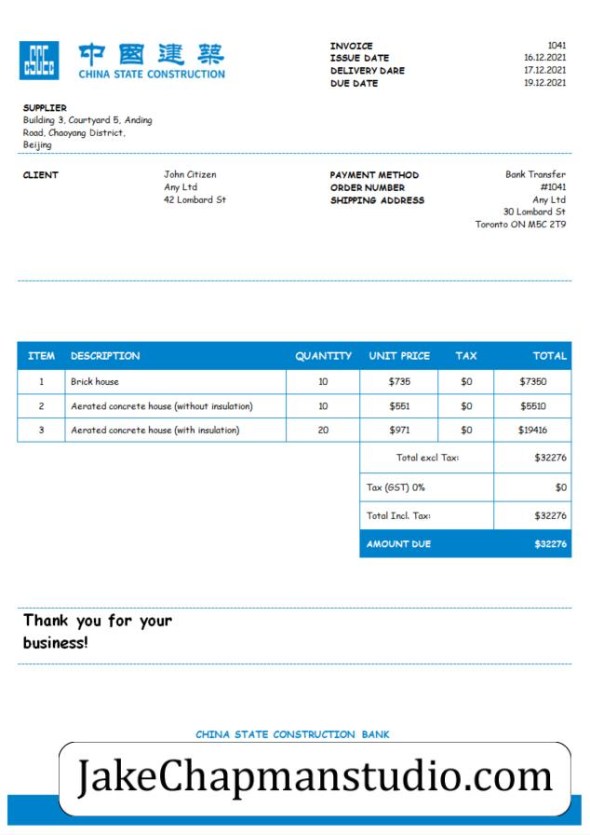 中國建築
CSCEC
CHINA STATE CONSTRUCTION
INVOICE 1041
ISSUE DATE 16.12.2021
DELIVERY DARE 17.12.2021
DUE DATE 19.12.2021
SUPPLIER
Building 3, Courtyard 5, Anding
Road, Chaoyang District,
Beijing
CLIENT John Citizen PAYMENT METHOD Bank Transfer
Any Ltd ORDER NUMBER #1041
42 Lombard St SHIPPING ADDRESS Any Ltd
30 Lombard St
Toronto ON M5C 2T9
ITEM DESCRIPTION QUANTITY UNIT PRICE TAX TOTAL
1 Brick house 10 $735 $0 $7350
2 Aerated concrete house (without insulation) 10 $551 $0 $5510
3 Aerated concrete house (with insulation) 20 $971 $0 $19416
Total excl Tax: $32276
Tax (GST) 0% $0
Total Incl. Tax: $32276
AMOUNT DUE $32276
Thank you for your
business!
CHINA STATE CONSTRUCTION BANK
JakeChapmanstudio.com